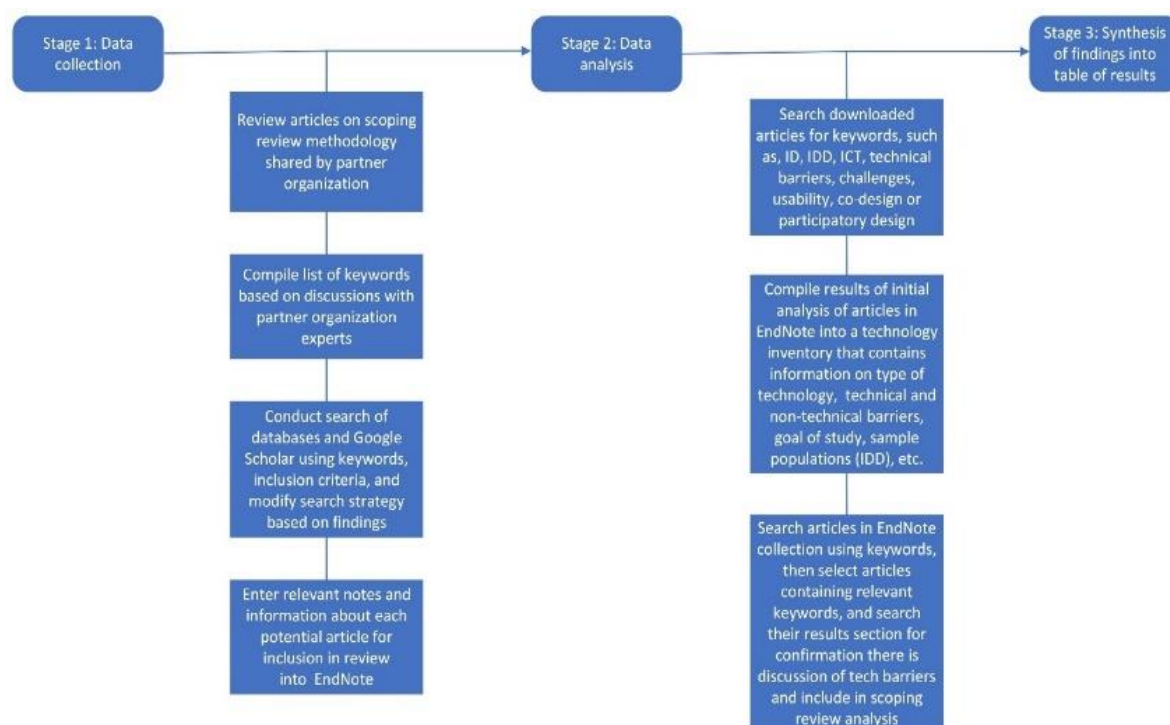 Stage 1: Data
collection
Stage 2: Data
analysis
Stage 3: Synthesis
of findings into
table of results
Review articles on scoping
review methodology
shared by partner
organization
Compile list of keywords
based on discussions with
partner organization
experts
Conduct search of
databases and Google
Scholar using keywords,
inclusion criteria, and
modify search strategy
based on findings
Enter relevant notes and
information about each
potential article for
inclusion in review
into EndNote
Search downloaded
articles for keywords, such
as, ID, IDD, ICT, technical
barriers, challenges,
usability, co-design or
participatory design
Compile results of initial
analysis of articles in
EndNote into a technology
inventory that contains
information on type of
technology, technical and
non-technical barriers,
goal of study, sample
populations (IDD), etc.
Search articles in EndNote
collection using keywords,
then select articles
containing relevant
keywords, and search
their results section for
confirmation there is
discussion of tech barriers
and include in scoping
review analysis